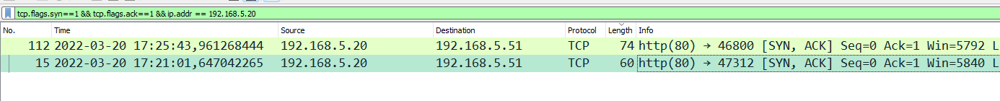 tcp.flags.syn==1 && tcp.flags.ack==1 && ip.addr == 192.168.5.20
No. Time Source Destination Protocol Length Info
112 2022-03-20 17:25:43,961268444 192.168.5.20 192.168.5.51 TCP 74 http(80) → 46800 [SYN, ACK] Seq=0 Ack=1 Win=5792 L
15 2022-03-20 17:21:01,647042265 192.168.5.20 192.168.5.51 TCP 60 http(80) → 47312 [SYN, ACK] Seq=0 Ack=1 Win=5840 L